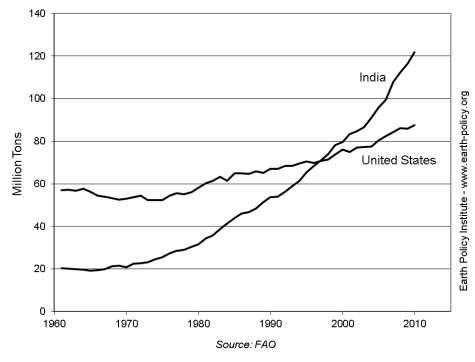 140
120
India
100
80
United States
60
40
20
0
1960
1970
1980
1990
2000
2010
Million Tons
Source: FAO
Earth Policy Institute - www.earth-policy.org